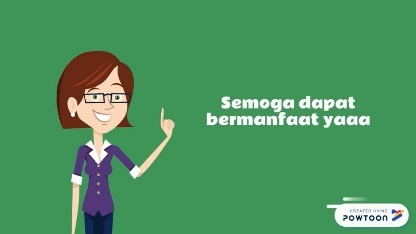 Semoga dapat
bermanfaat yaaa
CREATED USING
POWTOON